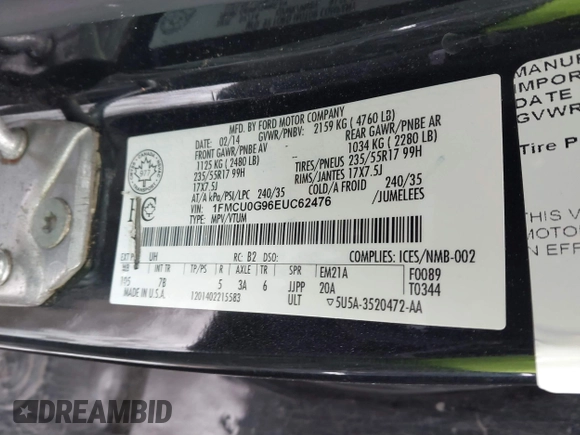 MFD. BY FORD MOTOR COMPANY
02/14 GVWR/PNBV: 2159 KG ( 4760 LB)
FRONT GAWR/PNBE AV REAR GAWR/PNBE AR
1125 KG ( 2480 LB) 1034 KG ( 2280 LB)
235/55R17 99H TIRES/PNEUS 235/55R17 99H
17X7.5J RIMS/JANTES 17X7.5J
AT/A kPa/PSI/LPC 240/35 COLD/A FROID 240/35
VIN: 1FMCU0G96EUC62476
TYPE: MPV/VTUM
EXT PNT: UH RC: B2 DSO: COMPLIES: ICES/NMB-002
WB INT TR TP/PS R AXLE TR SPR EM21A F0089
7B 5 3A 6 JJPP 20A T0344
MADE IN U.S.A. 1201402215583 ULT ▽5U5A-3520472-AA
MANU
IMPOR
DATE
GVWR
Tire P
THIS
MOTOR
EN
DREAMBID